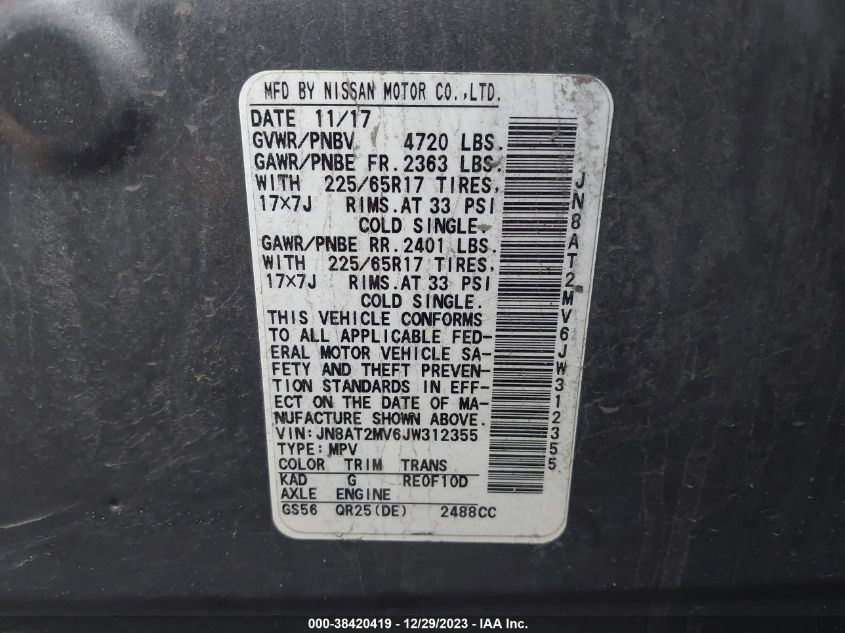 MFD BY NISSAN MOTOR CO.,LTD.
DATE 11/17
GVWR/PNBV 4720 LBS.
GAWR/PNBE FR.2363 LBS.
WITH 225/65R17 TIRES,
17×7J RIMS.AT 33 PSI
COLD SINGLE.
GAWR/PNBE RR.2401 LBS.
WITH 225/65R17 TIRES,
17×7J RIMS.AT 33 PSI
COLD SINGLE.
THIS VEHICLE CONFORMS
TO ALL APPLICABLE FED-
ERAL MOTOR VEHICLE SA-
FETY AND THEFT PREVEN-
TION STANDARDS IN EFF-
ECT ON THE DATE OF MA-
NUFACTURE SHOWN ABOVE.
VIN:JN8AT2MV6JW312355
TYPE:MPV
COLOR TRIM TRANS
KAD G RE0F10D
AXLE ENGINE
GS56 QR25(DE) 2488CC
JN8AT2MV6JW312355
000-38420419 - 12/29/2023 - IAA Inc.